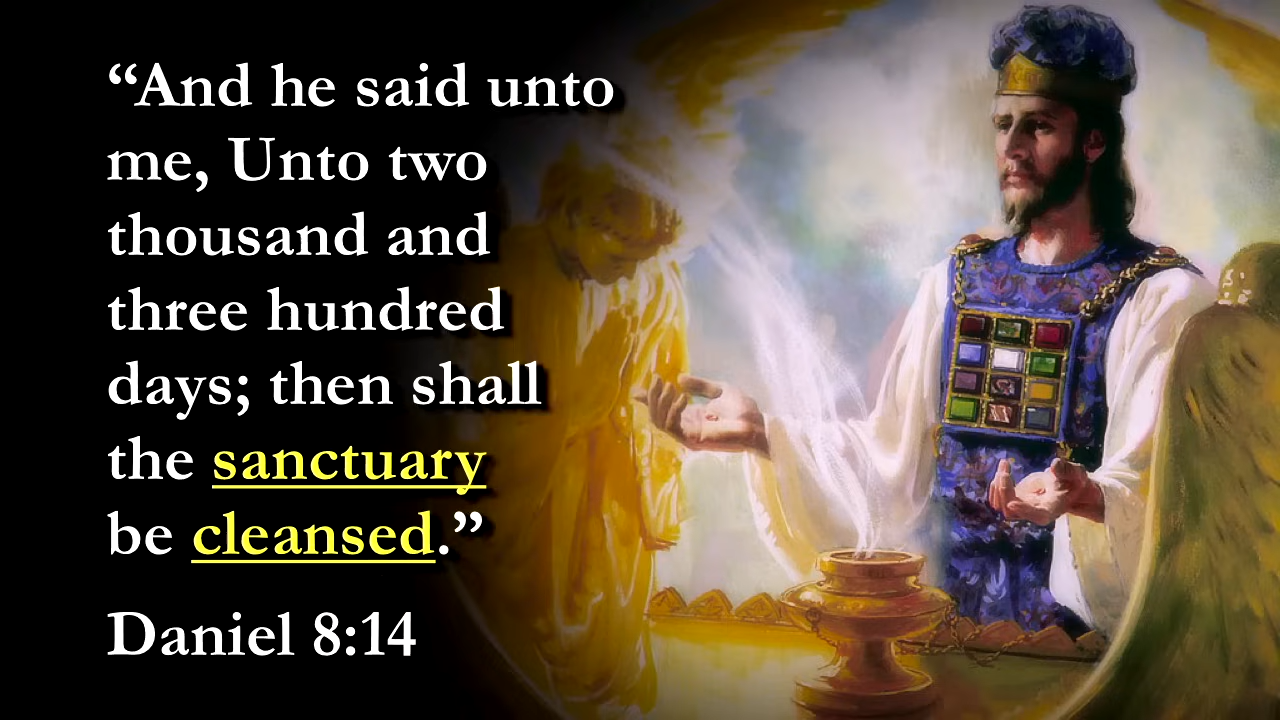 “And he said unto
me, Unto two
thousand and
three hundred
days; then shall
the sanctuary
be cleansed.”
Daniel 8:14